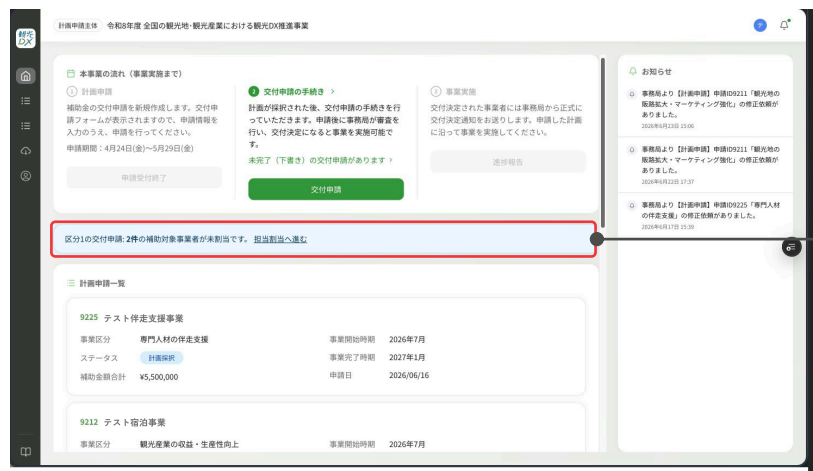 観光
DX
計画申請主体 令和8年度 全国の観光地・観光産業における観光DX推進事業
テ
本事業の流れ（事業実施まで）
1 計画申請
補助金の交付申請を新規作成します。交付申
請フォームが表示されますので、申請情報を
入力のうえ、申請を行ってください。
申請期間：4月24日(金)～5月29日(金)
申請受付終了
2 交付申請の手続き >
計画が採択された後、交付申請の手続きを行
っていただきます。申請後に事務局が審査を
行い、交付決定になると事業を実施可能で
す。
未完了（下書き）の交付申請があります >
交付申請
3 事業実施
交付決定された事業者には事務局から正式に
交付決定通知をお送りします。申請した計画
に沿って事業を実施してください。
進捗報告
区分1の交付申請: 2件の補助対象事業者が未割当です。 担当割当へ進む
計画申請一覧
9225 テスト伴走支援事業
事業区分 専門人材の伴走支援 事業開始時期 2026年7月
ステータス 計画採択 事業完了時期 2027年1月
補助金額合計 ¥5,500,000 申請日 2026/06/16
9212 テスト宿泊事業
事業区分 観光産業の収益・生産性向上 事業開始時期 2026年7月
お知らせ
事務局より【計画申請】申請ID9211「観光地の
販路拡大・マーケティング強化」の修正依頼が
ありました。
2026年6月23日 15:06
事務局より【計画申請】申請ID9211「観光地の
販路拡大・マーケティング強化」の修正依頼が
ありました。
2026年6月22日 17:37
事務局より【計画申請】申請ID9225「専門人材
の伴走支援」の修正依頼がありました。
2026年6月17日 15:39